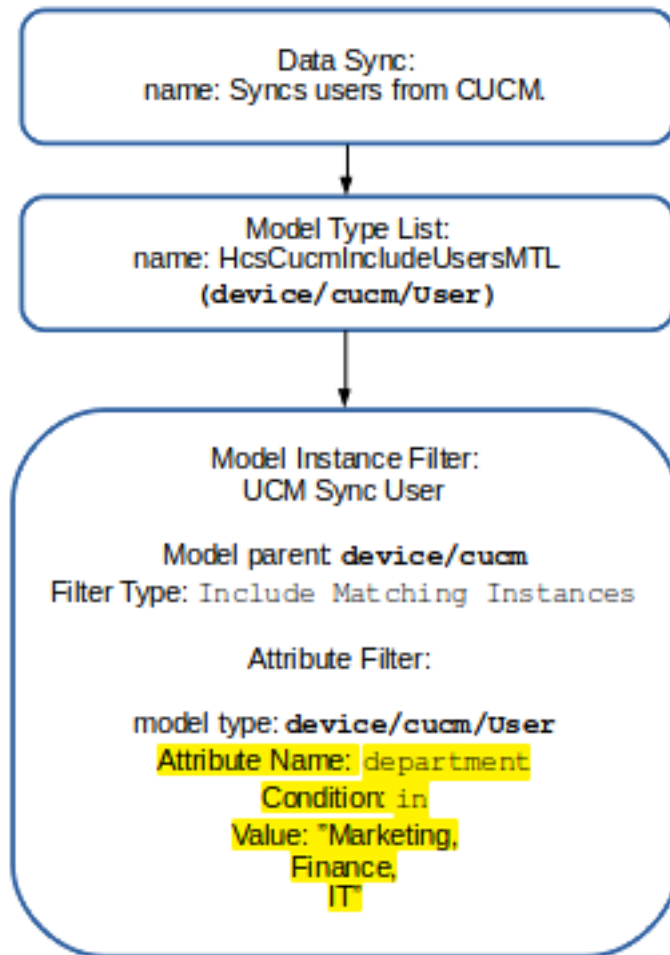 Data Sync:
name: Syncs users from CUCM.
Model Type List:
name: HcsCucmIncludeUsersMTL
(device/cucm/User)
Model Instance Filter:
UCM Sync User
Model parent: device/cucm
Filter Type: Include Matching Instances
Attribute Filter:
model type: device/cucm/User
Attribute Name: department
Condition: in
Value: ”Marketing,
Finance,
IT”